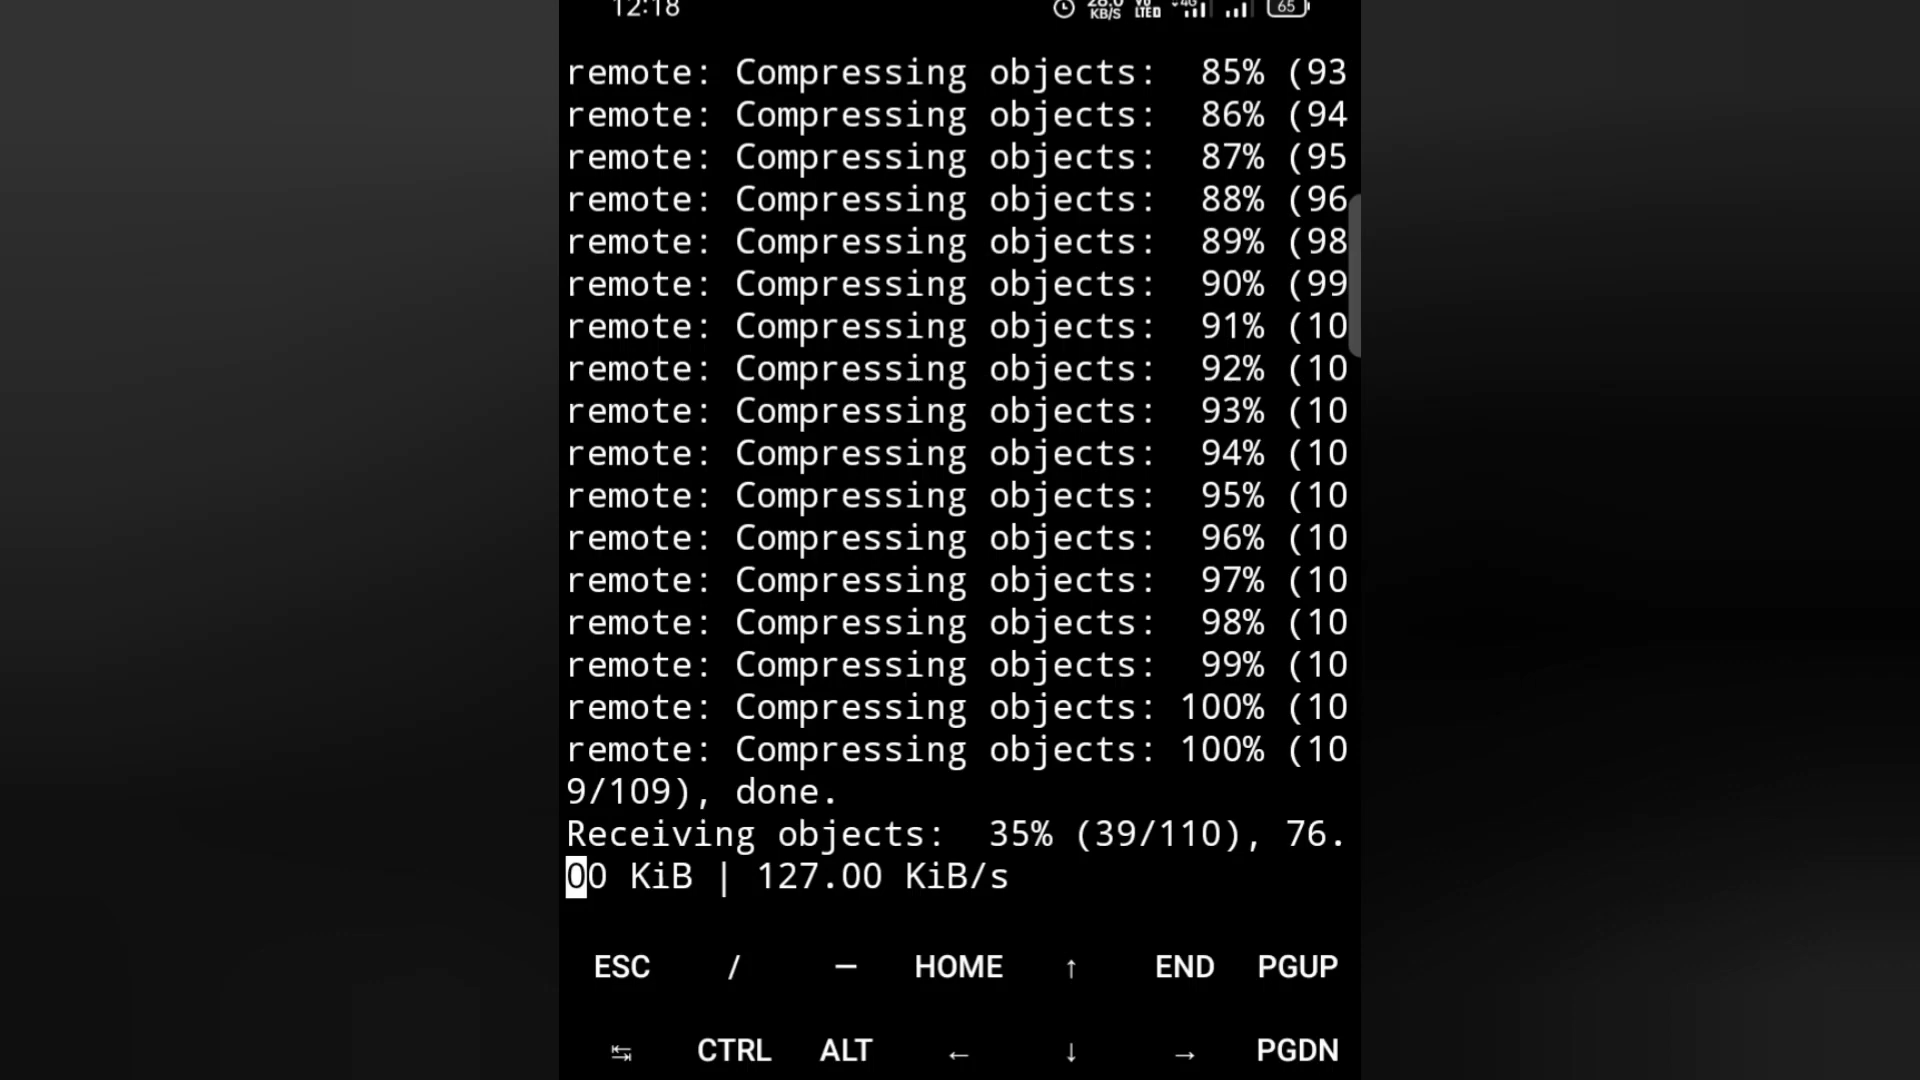 12:18
KB/S LTED 4G 65
remote: Compressing objects:  85% (93
remote: Compressing objects:  86% (94
remote: Compressing objects:  87% (95
remote: Compressing objects:  88% (96
remote: Compressing objects:  89% (98
remote: Compressing objects:  90% (99
remote: Compressing objects:  91% (10
remote: Compressing objects:  92% (10
remote: Compressing objects:  93% (10
remote: Compressing objects:  94% (10
remote: Compressing objects:  95% (10
remote: Compressing objects:  96% (10
remote: Compressing objects:  97% (10
remote: Compressing objects:  98% (10
remote: Compressing objects:  99% (10
remote: Compressing objects: 100% (10
remote: Compressing objects: 100% (10
9/109), done.
Receiving objects:  35% (39/110), 76.
00 KiB | 127.00 KiB/s
ESC / — HOME ↑ END PGUP
↹ CTRL ALT ← ↓ → PGDN